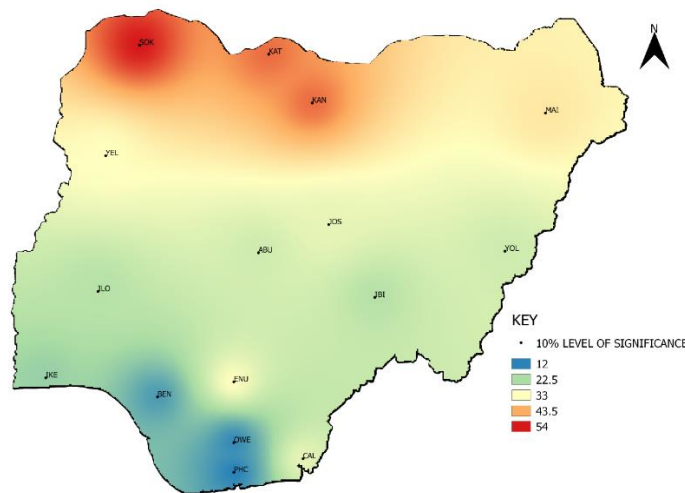 N
SOK
KAT
KAN
MAI
YEL
JOS
ABU
YOL
ILO
IBI
IKE
ENU
BEN
OWE
CAL
PHC
KEY
10% LEVEL OF SIGNIFICANCE
12
22.5
33
43.5
54